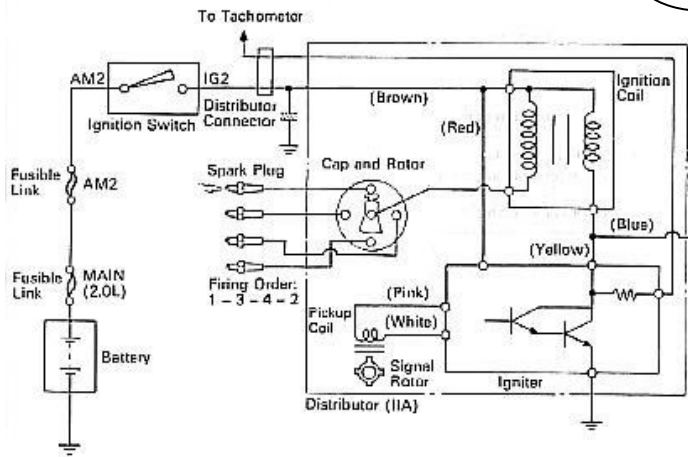 To Tachometer
AM2
IG2
Ignition Switch
Distributor
Connector
(Brown)
(Red)
Ignition
Coil
Fusible
Link
AM2
Spark Plug
Cap and Rotor
(Blue)
(Yellow)
Fusible
Link
MAIN
(2.0L)
Firing Order:
1 – 3 – 4 – 2
(Pink)
Pickup
Coil
(White)
Battery
Signal
Rotor
Igniter
Distributor (IIA)